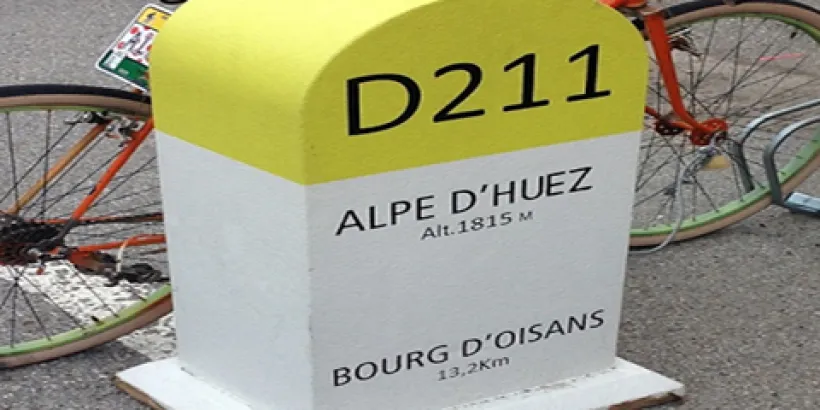 D211
ALPE D'HUEZ
Alt.1815 M
BOURG D'OISANS
13,2Km